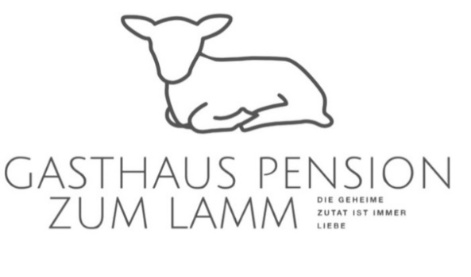 GASTHAUS PENSION
ZUM LAMM
DIE GEHEIME
ZUTAT IST IMMER
LIEBE